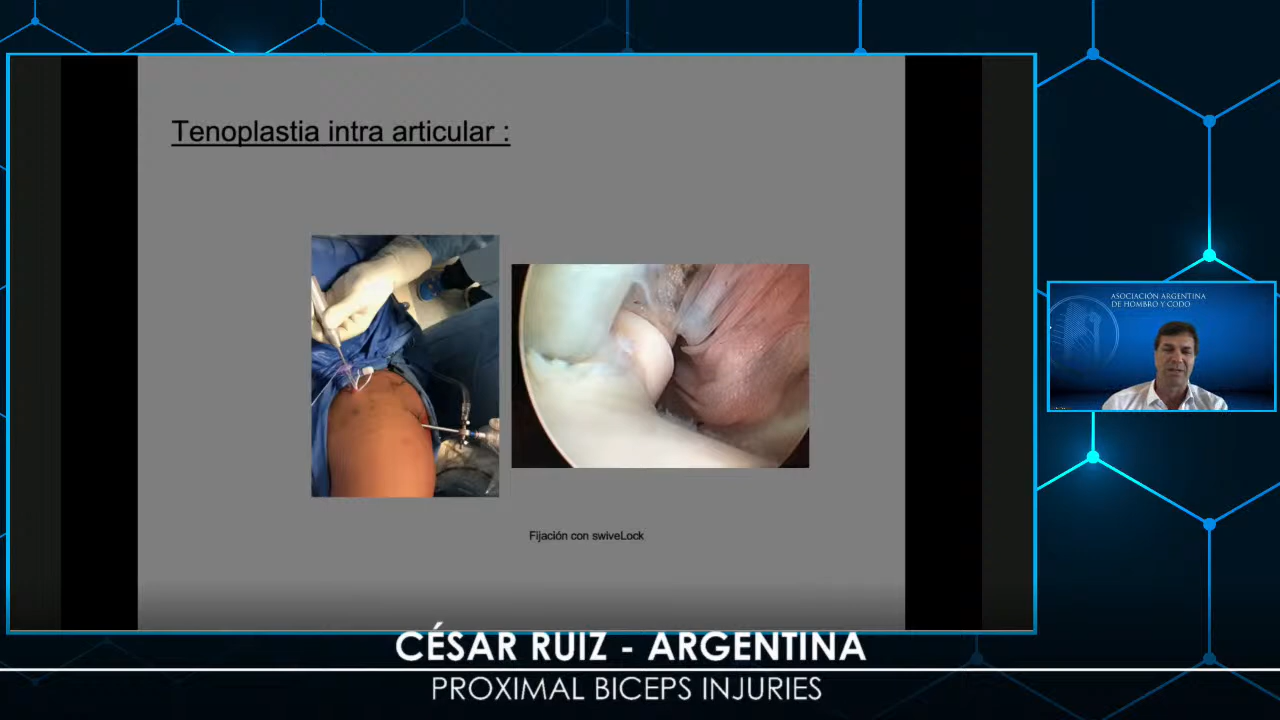 Tenoplastia intra articular :
Fijación con swiveLock
ASOCIACIÓN ARGENTINA
DE HOMBRO Y CODO
CÉSAR RUIZ - ARGENTINA
PROXIMAL BICEPS INJURIES